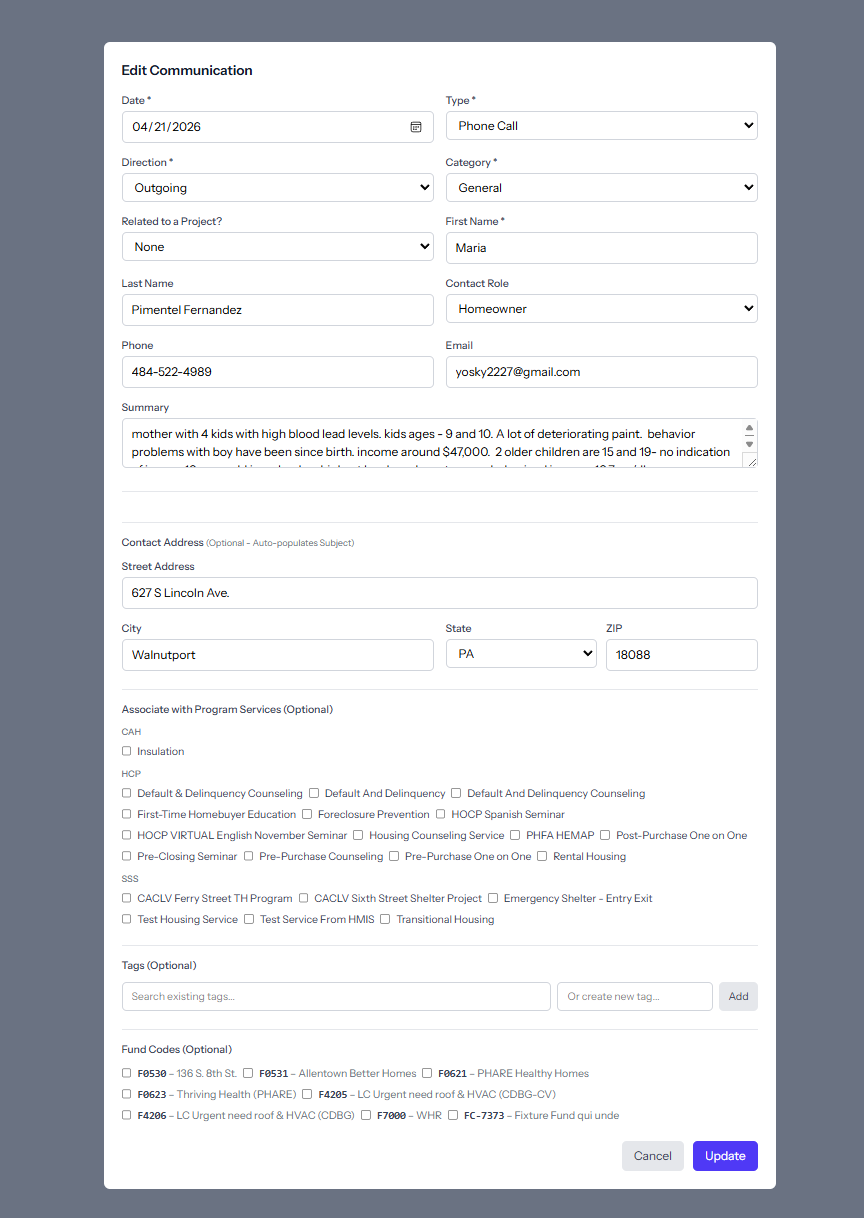 Edit Communication
Date * Type *
04/21/2026 Phone Call
Direction * Category *
Outgoing General
Related to a Project? First Name *
None Maria
Last Name Contact Role
Pimentel Fernandez Homeowner
Phone Email
484-522-4989 yosky2227@gmail.com
Summary
mother with 4 kids with high blood lead levels. kids ages - 9 and 10. A lot of deteriorating paint. behavior
problems with boy have been since birth. income around $47,000. 2 older children are 15 and 19- no indication
Contact Address (Optional - Auto-populates Subject)
Street Address
627 S Lincoln Ave.
City State ZIP
Walnutport PA 18088
Associate with Program Services (Optional)
CAH
Insulation
HCP
Default & Delinquency Counseling Default And Delinquency Default And Delinquency Counseling
First-Time Homebuyer Education Foreclosure Prevention HOCP Spanish Seminar
HOCP VIRTUAL English November Seminar Housing Counseling Service PHFA HEMAP Post-Purchase One on One
Pre-Closing Seminar Pre-Purchase Counseling Pre-Purchase One on One Rental Housing
SSS
CACLV Ferry Street TH Program CACLV Sixth Street Shelter Project Emergency Shelter - Entry Exit
Test Housing Service Test Service From HMIS Transitional Housing
Tags (Optional)
Search existing tags... Or create new tag... Add
Fund Codes (Optional)
F0530 – 136 S. 8th St. F0531 – Allentown Better Homes F0621 – PHARE Healthy Homes
F0623 – Thriving Health (PHARE) F4205 – LC Urgent need roof & HVAC (CDBG-CV)
F4206 – LC Urgent need roof & HVAC (CDBG) F7000 – WHR FC-7373 – Fixture Fund qui unde
Cancel Update